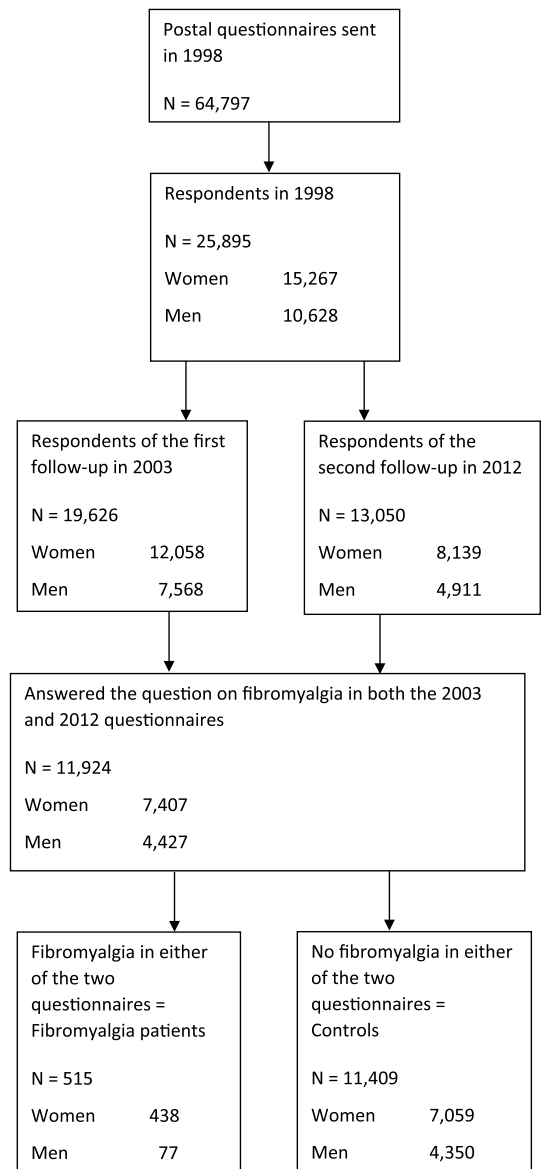 Postal questionnaires sent
in 1998
N = 64,797
Respondents in 1998
N = 25,895
Women 15,267
Men 10,628
Respondents of the first
follow-up in 2003
N = 19,626
Women 12,058
Men 7,568
Respondents of the
second follow-up in 2012
N = 13,050
Women 8,139
Men 4,911
Answered the question on fibromyalgia in both the 2003
and 2012 questionnaires
N = 11,924
Women 7,407
Men 4,427
Fibromyalgia in either
of the two
questionnaires =
Fibromyalgia patients
N = 515
Women 438
Men 77
No fibromyalgia in either
of the two
questionnaires =
Controls
N = 11,409
Women 7,059
Men 4,350